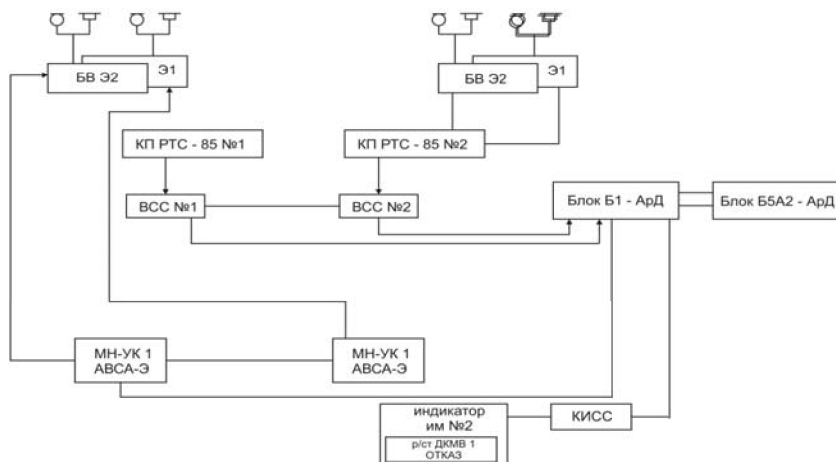 БВ Э2
Э1
БВ Э2
Э1
КП РТС - 85 №1
КП РТС - 85 №2
ВСС №1
ВСС №2
Блок Б1 - АрД
Блок Б5А2 - АрД
МН-УК 1
АВСА-Э
МН-УК 1
АВСА-Э
индикатор
им №2
р/ст ДКМВ 1
ОТКАЗ
КИСС